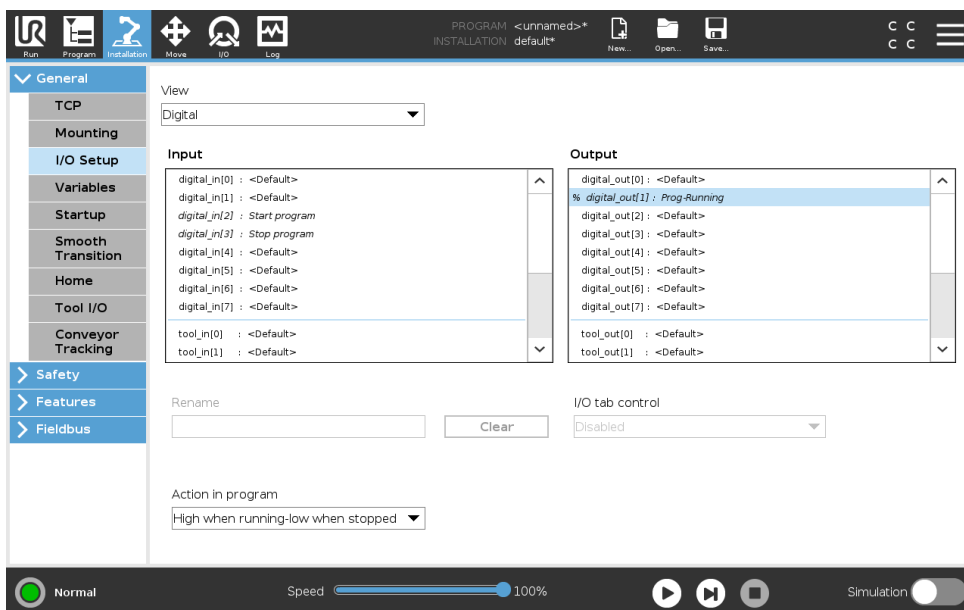 UR
Run
Program
Installation
Move
I/O
Log
PROGRAM <unnamed>*
INSTALLATION default*
New...
Open...
Save...
C C
C C
General
TCP
Mounting
I/O Setup
Variables
Startup
Smooth
Transition
Home
Tool I/O
Conveyor
Tracking
Safety
Features
Fieldbus
View
Digital
Input
digital_in[0] : <Default>
digital_in[1] : <Default>
digital_in[2] : Start program
digital_in[3] : Stop program
digital_in[4] : <Default>
digital_in[5] : <Default>
digital_in[6] : <Default>
digital_in[7] : <Default>
tool_in[0] : <Default>
tool_in[1] : <Default>
Output
digital_out[0] : <Default>
% digital_out[1] : Prog-Running
digital_out[2] : <Default>
digital_out[3] : <Default>
digital_out[4] : <Default>
digital_out[5] : <Default>
digital_out[6] : <Default>
digital_out[7] : <Default>
tool_out[0] : <Default>
tool_out[1] : <Default>
Rename
Clear
I/O tab control
Disabled
Action in program
High when running-low when stopped
Normal
Speed
100%
Simulation